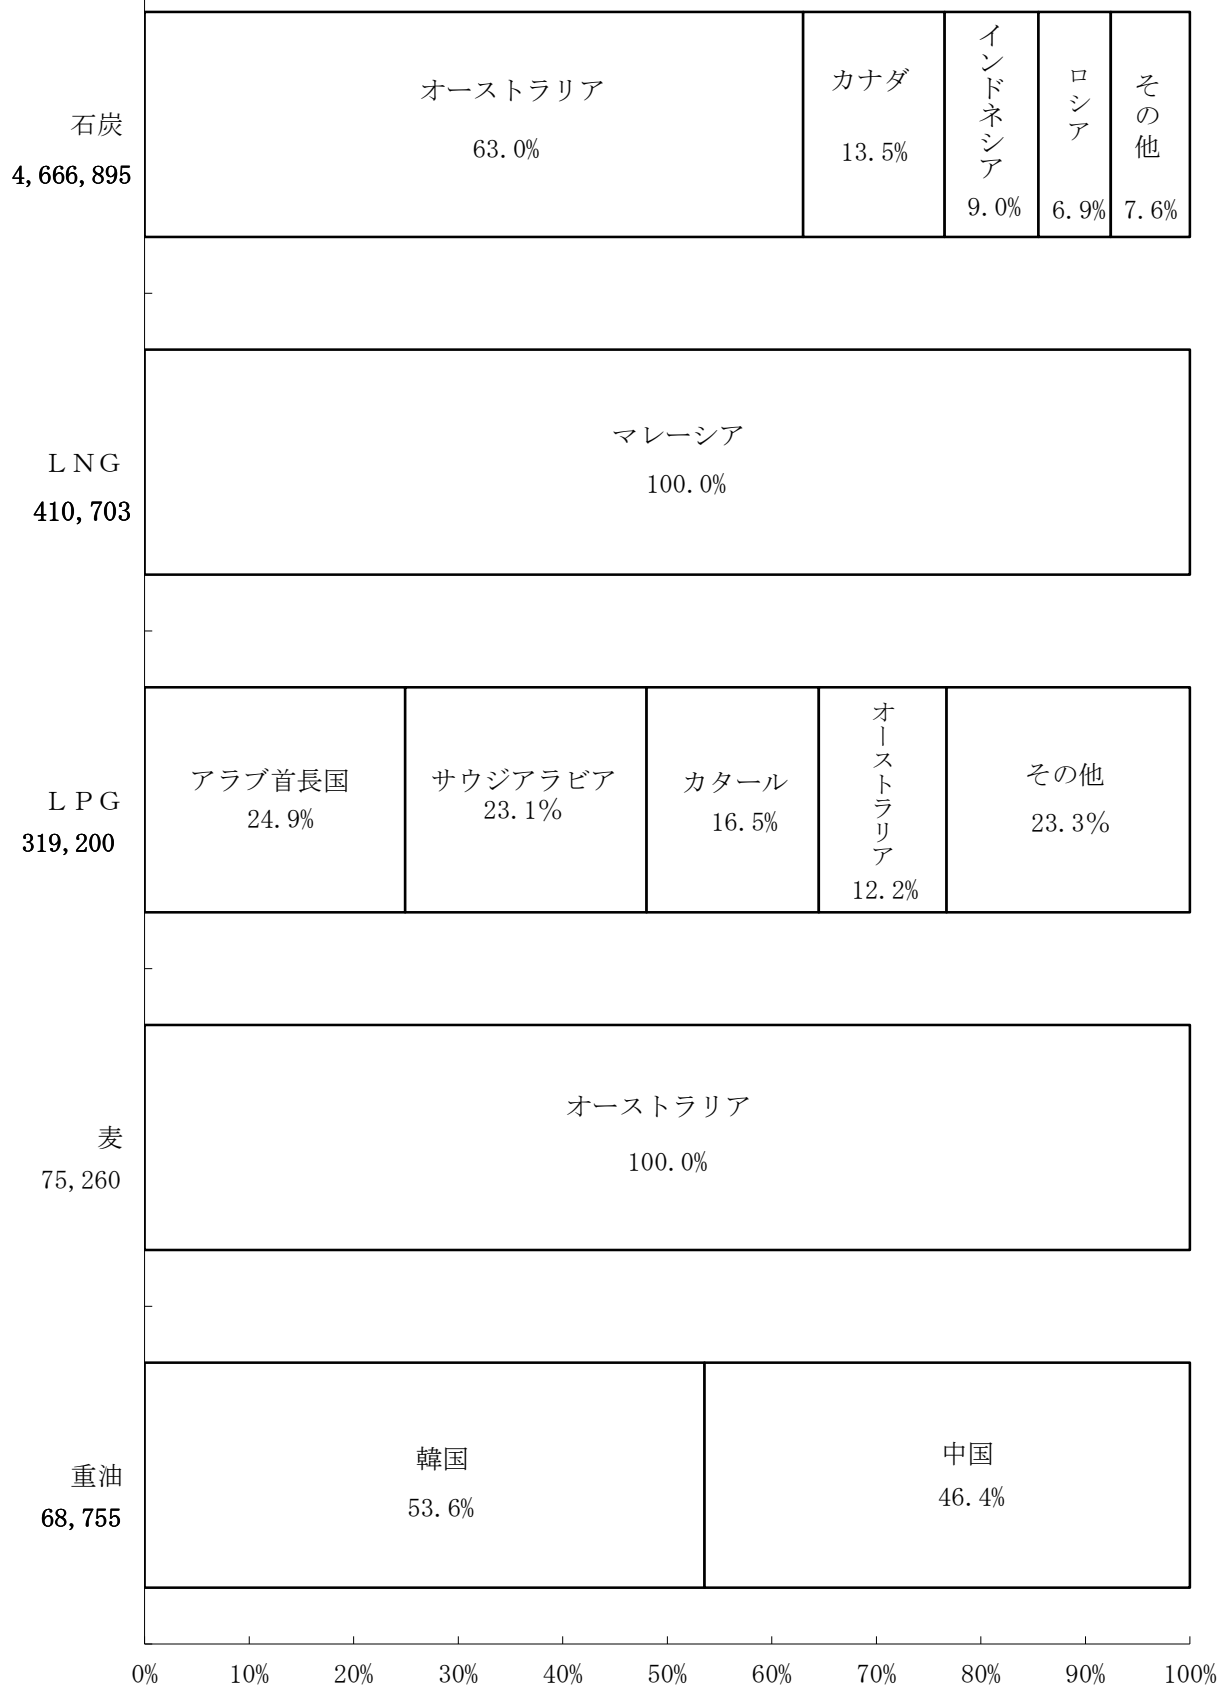 石炭
4,666,895
オーストラリア
63.0%
カナダ
13.5%
インドネシア
9.0%
ロシア
6.9%
その他
7.6%
ＬＮＧ
410,703
マレーシア
100.0%
ＬＰＧ
319,200
アラブ首長国
24.9%
サウジアラビア
23.1%
カタール
16.5%
オーストラリア
12.2%
その他
23.3%
麦
75,260
オーストラリア
100.0%
重油
68,755
韓国
53.6%
中国
46.4%
0% 10% 20% 30% 40% 50% 60% 70% 80% 90% 100%